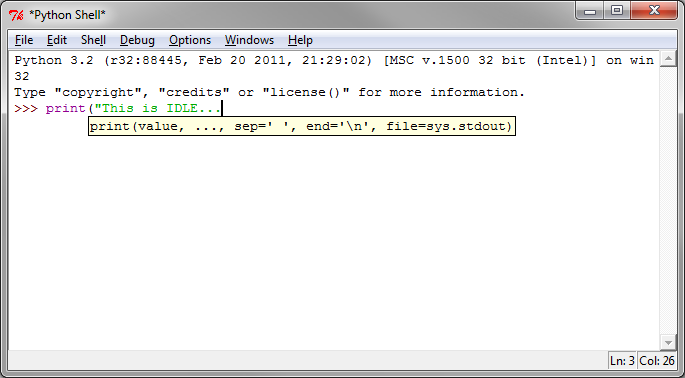 *Python Shell*
File Edit Shell Debug Options Windows Help
Python 3.2 (r32:88445, Feb 20 2011, 21:29:02) [MSC v.1500 32 bit (Intel)] on win
32
Type "copyright", "credits" or "license()" for more information.
>>> print("This is IDLE...
print(value, ..., sep=' ', end='\n', file=sys.stdout)
Ln: 3 Col: 26